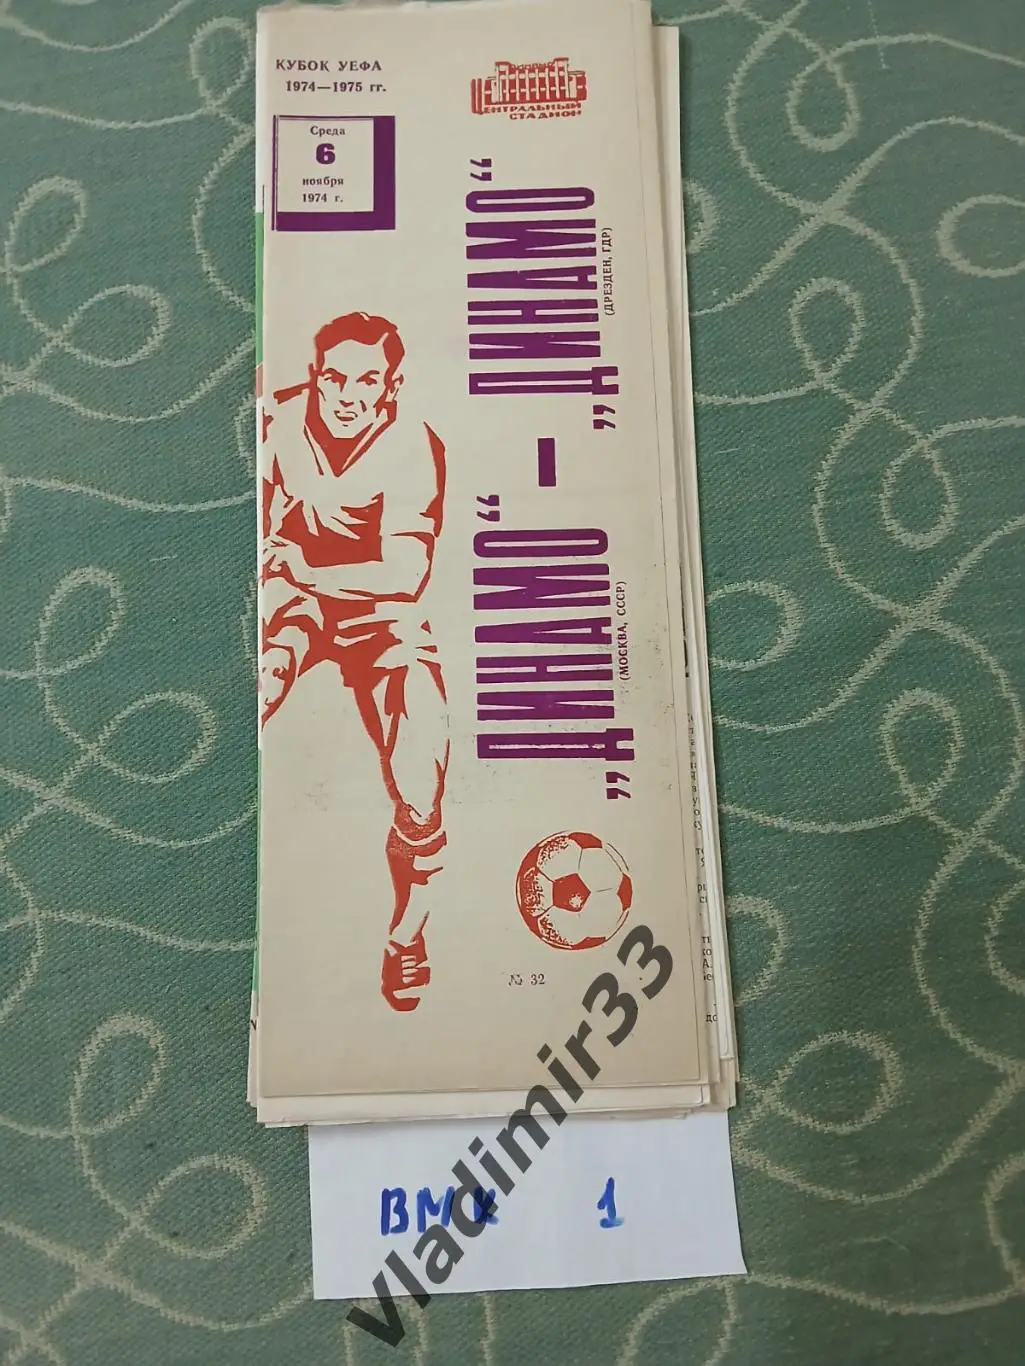 КУБОК УЕФА
1974—1975 гг.
Среда
6
ноября
1974 г.
ДИНАМО
ЦЕНТРАЛЬНЫЙ
СТАДИОН
„ДИНАМО” — „ДИНАМО”
(МОСКВА, СССР)
(ДРЕЗДЕН, ГДР)
№ 32
ВМК 1
vladimir33